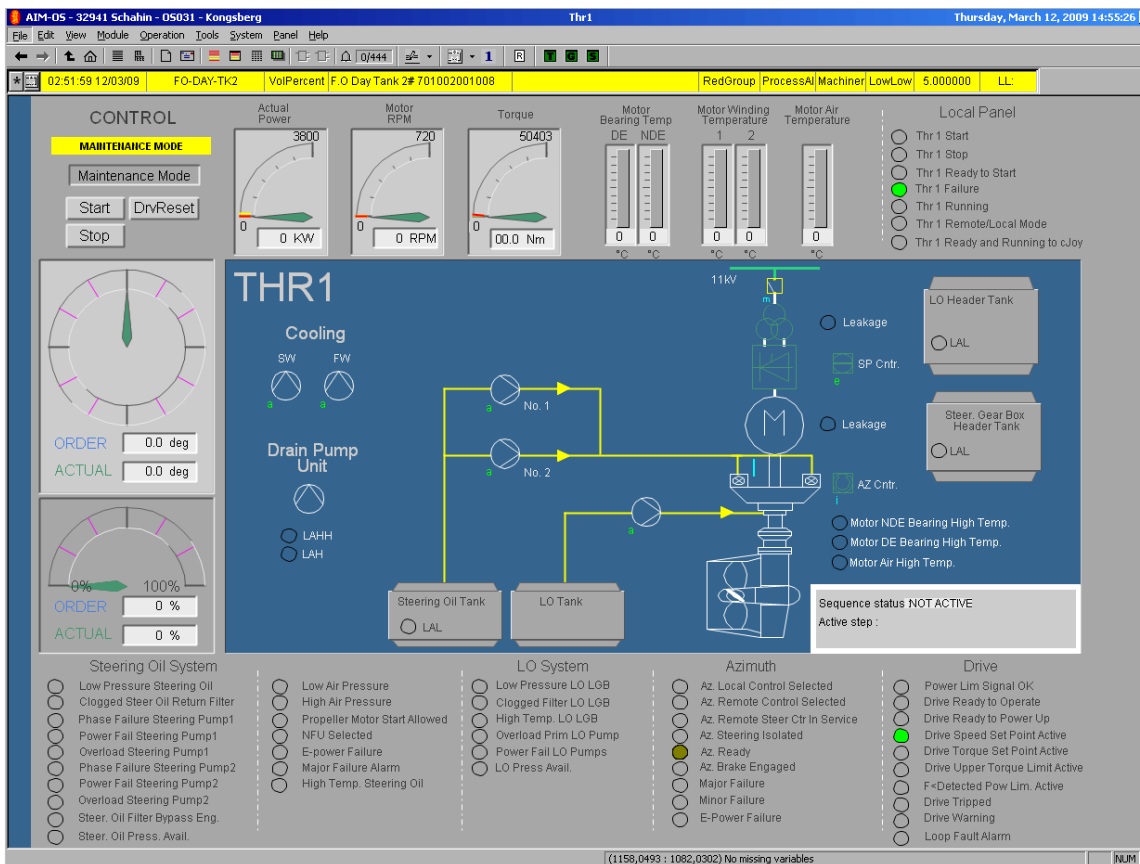 AIM-OS - 32941 Schahin - OS031 - Kongsberg Thr1 Thursday, March 12, 2009 14:55:26
File Edit View Module Operation Tools System Panel Help
0/444 1 R T G S
* 02:51:59 12/03/09 FO-DAY-TK2 VolPercent F.O Day Tank 2# 701002001008 RedGroup ProcessAl Machiner LowLow 5.000000 LL:
CONTROL
MAINTENANCE MODE
Maintenance Mode
Start DrvReset
Stop
Actual Power
3800
0
0 KW
Motor RPM
720
0
0 RPM
Torque
50403
0
00.0 Nm
Motor Bearing Temp
DE NDE
0 0
°C °C
Motor Winding Temperature
1 2
0 0
°C °C
Motor Air Temperature
0
°C
Local Panel
Thr 1 Start
Thr 1 Stop
Thr 1 Ready to Start
Thr 1 Failure
Thr 1 Running
Thr 1 Remote/Local Mode
Thr 1 Ready and Running to cJoy
ORDER 0.0 deg
ACTUAL 0.0 deg
0% 100%
ORDER 0 %
ACTUAL 0 %
THR1
Cooling
SW FW
a a
Drain Pump Unit
LAHH
LAH
a No. 1
a No. 2
a
Steering Oil Tank
LAL
LO Tank
11kV
m
M
Leakage
SP Cntr.
e
Leakage
AZ Cntr.
i
Motor NDE Bearing High Temp.
Motor DE Bearing High Temp.
Motor Air High Temp.
LO Header Tank
LAL
Steer. Gear Box Header Tank
LAL
Sequence status :NOT ACTIVE
Active step :
Steering Oil System
Low Pressure Steering Oil
Clogged Steer Oil Return Filter
Phase Failure Steering Pump1
Power Fail Steering Pump1
Overload Steering Pump1
Phase Failure Steering Pump2
Power Fail Steering Pump2
Overload Steering Pump2
Steer. Oil Filter Bypass Eng.
Steer. Oil Press. Avail.
Low Air Pressure
High Air Pressure
Propeller Motor Start Allowed
NFU Selected
E-power Failure
Major Failure Alarm
High Temp. Steering Oil
LO System
Low Pressure LO LGB
Clogged Filter LO LGB
High Temp. LO LGB
Overload Prim LO Pump
Power Fail LO Pumps
LO Press Avail.
Azimuth
Az. Local Control Selected
Az. Remote Control Selected
Az. Remote Steer Ctr In Service
Az. Steering Isolated
Az. Ready
Az. Brake Engaged
Major Failure
Minor Failure
E-Power Failure
Drive
Power Lim Signal OK
Drive Ready to Operate
Drive Ready to Power Up
Drive Speed Set Point Active
Drive Torque Set Point Active
Drive Upper Torque Limit Active
F<Detected Pow Lim. Active
Drive Tripped
Drive Warning
Loop Fault Alarm
(1158,0493 : 1082,0302) No missing variables NUM